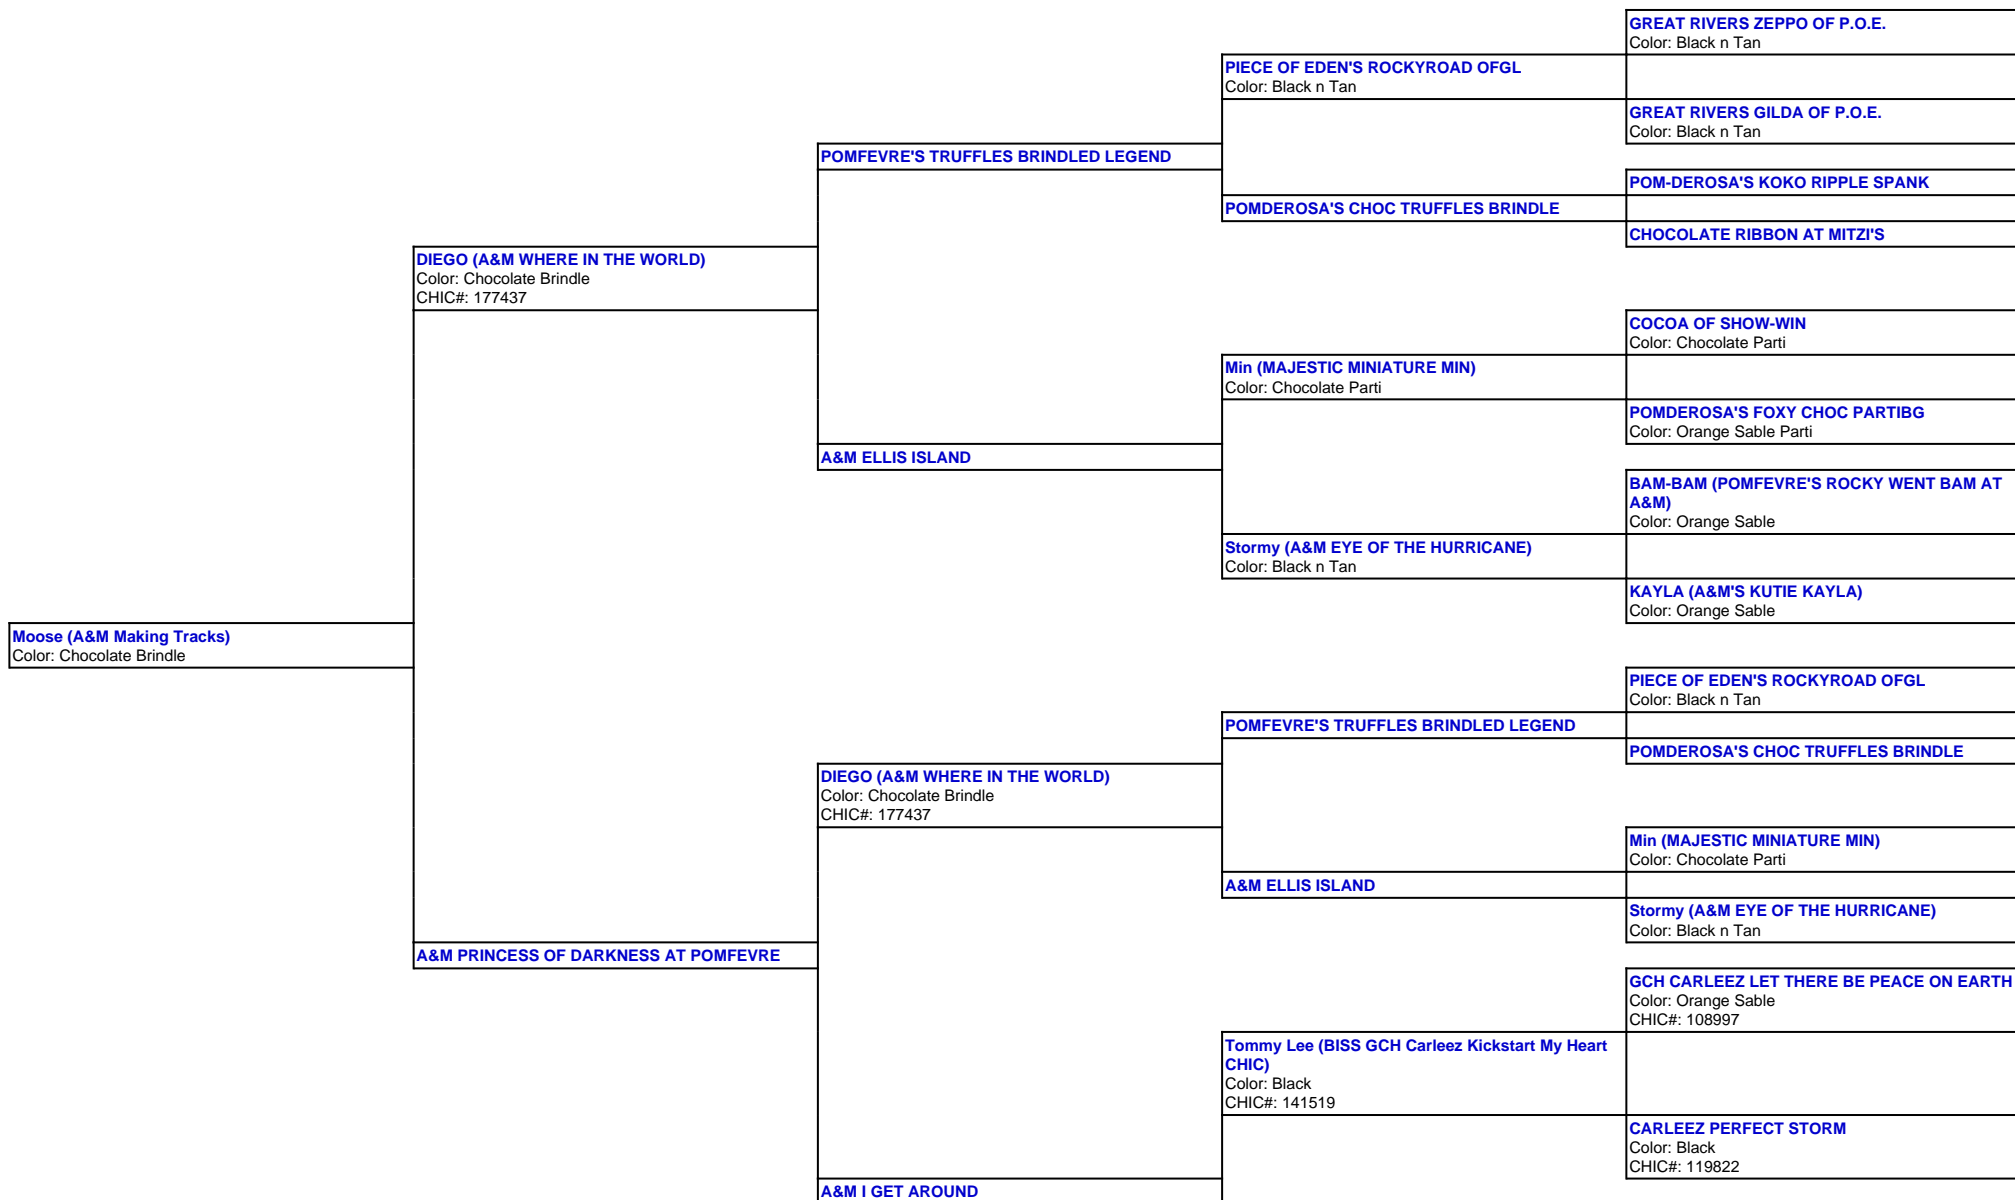 GREAT RIVERS ZEPPO OF P.O.E.
Color: Black n Tan
PIECE OF EDEN'S ROCKYROAD OFGL
Color: Black n Tan
GREAT RIVERS GILDA OF P.O.E.
Color: Black n Tan
POMFEVRE'S TRUFFLES BRINDLED LEGEND
POM-DEROSA'S KOKO RIPPLE SPANK
POMDEROSA'S CHOC TRUFFLES BRINDLE
CHOCOLATE RIBBON AT MITZI'S
DIEGO (A&M WHERE IN THE WORLD)
Color: Chocolate Brindle
CHIC#: 177437
COCOA OF SHOW-WIN
Color: Chocolate Parti
Min (MAJESTIC MINIATURE MIN)
Color: Chocolate Parti
POMDEROSA'S FOXY CHOC PARTIBG
Color: Orange Sable Parti
A&M ELLIS ISLAND
BAM-BAM (POMFEVRE'S ROCKY WENT BAM AT
A&M)
Color: Orange Sable
Stormy (A&M EYE OF THE HURRICANE)
Color: Black n Tan
KAYLA (A&M'S KUTIE KAYLA)
Color: Orange Sable
Moose (A&M Making Tracks)
Color: Chocolate Brindle
PIECE OF EDEN'S ROCKYROAD OFGL
Color: Black n Tan
POMFEVRE'S TRUFFLES BRINDLED LEGEND
POMDEROSA'S CHOC TRUFFLES BRINDLE
DIEGO (A&M WHERE IN THE WORLD)
Color: Chocolate Brindle
CHIC#: 177437
Min (MAJESTIC MINIATURE MIN)
Color: Chocolate Parti
A&M ELLIS ISLAND
Stormy (A&M EYE OF THE HURRICANE)
Color: Black n Tan
A&M PRINCESS OF DARKNESS AT POMFEVRE
GCH CARLEEZ LET THERE BE PEACE ON EARTH
Color: Orange Sable
CHIC#: 108997
Tommy Lee (BISS GCH Carleez Kickstart My Heart
CHIC)
Color: Black
CHIC#: 141519
CARLEEZ PERFECT STORM
Color: Black
CHIC#: 119822
A&M I GET AROUND